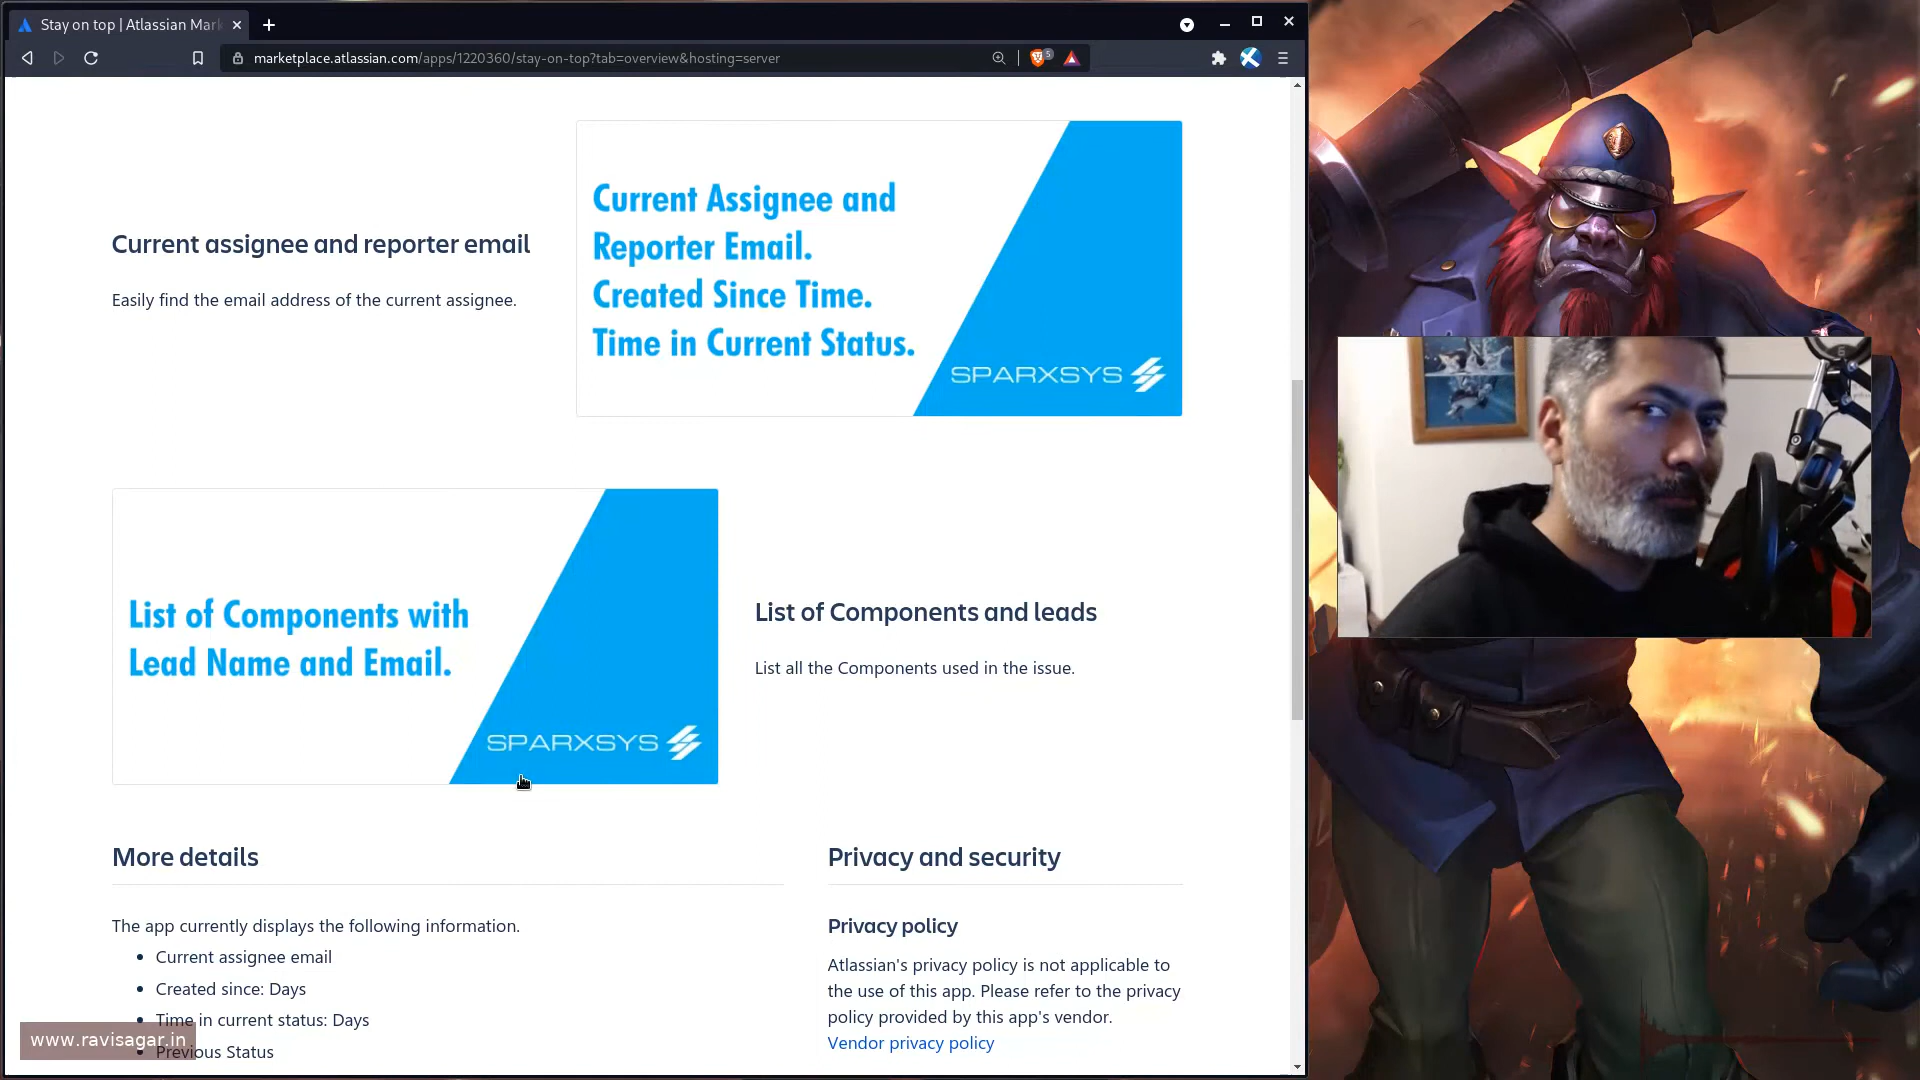 Stay on top | Atlassian Mark
marketplace.atlassian.com/apps/1220360/stay-on-top?tab=overview&hosting=server
5
Current assignee and reporter email
Easily find the email address of the current assignee.
Current Assignee and
Reporter Email.
Created Since Time.
Time in Current Status.
SPARXSYS
List of Components with
Lead Name and Email.
SPARXSYS
List of Components and leads
List all the Components used in the issue.
More details
The app currently displays the following information.
• Current assignee email
• Created since: Days
• Time in current status: Days
• Previous Status
Privacy and security
Privacy policy
Atlassian's privacy policy is not applicable to
the use of this app. Please refer to the privacy
policy provided by this app's vendor.
Vendor privacy policy
www.ravisagar.in